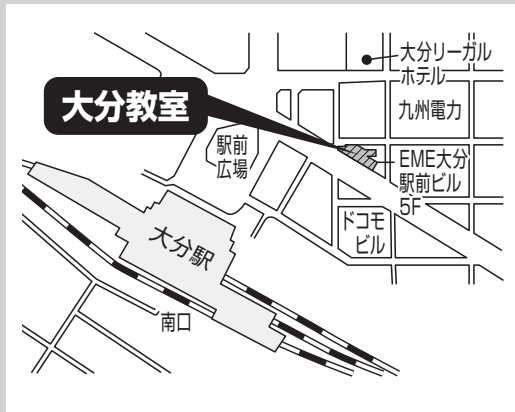 大分リーガル
ホテル
大分教室
九州電力
駅前
広場
EME大分
駅前ビル
5F
ドコモ
ビル
大分駅
南口